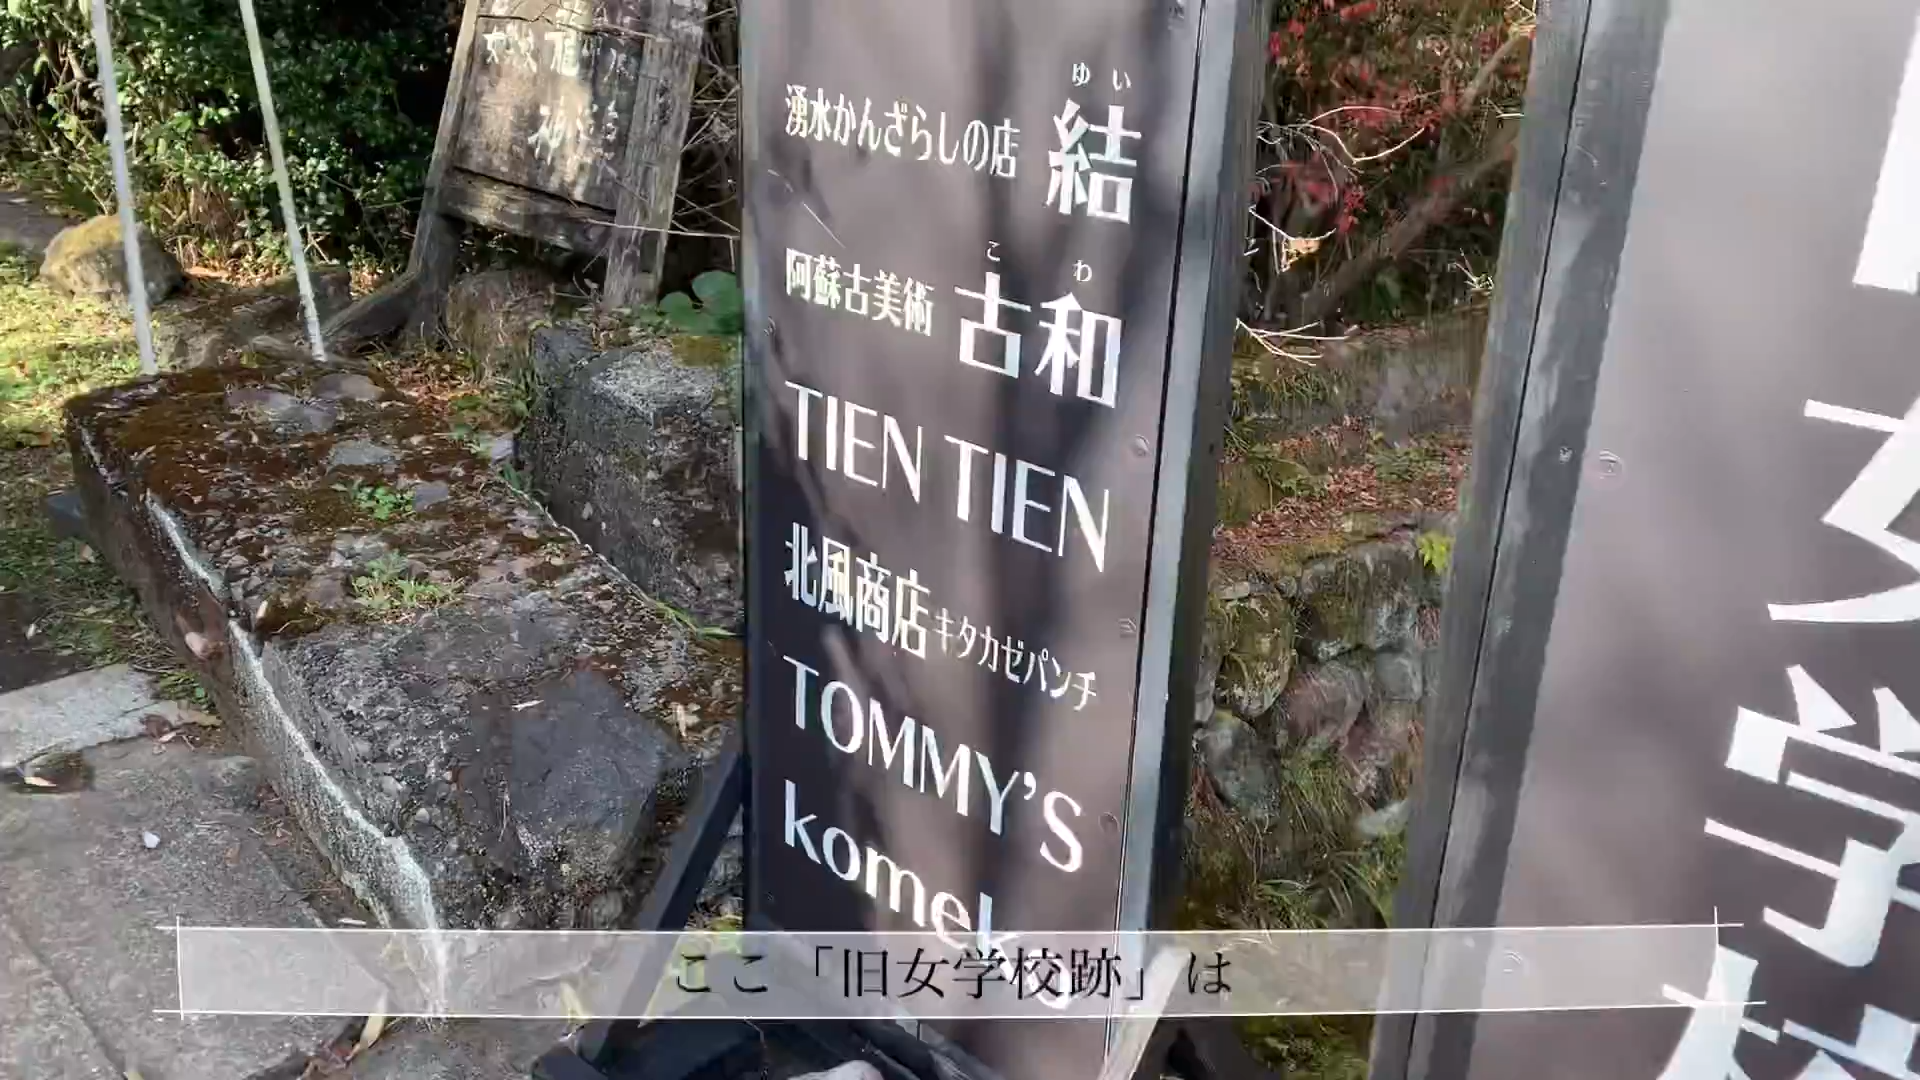 ゆい
湧水かんざらしの店 結
こわ
阿蘇古美術 古和
TIEN TIEN
北風商店 キタカゼパンチ
TOMMY'S
komek
ここ「旧女学校跡」は